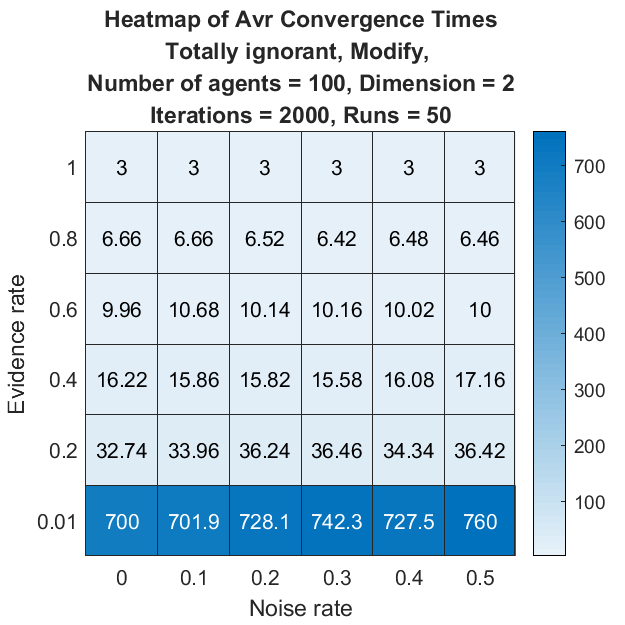 Heatmap of Avr Convergence Times
Totally ignorant, Modify,
Number of agents = 100, Dimension = 2
Iterations = 2000, Runs = 50
Evidence rate
1 3 3 3 3 3 3
0.8 6.66 6.66 6.52 6.42 6.48 6.46
0.6 9.96 10.68 10.14 10.16 10.02 10
0.4 16.22 15.86 15.82 15.58 16.08 17.16
0.2 32.74 33.96 36.24 36.46 34.34 36.42
0.01 700 701.9 728.1 742.3 727.5 760
0 0.1 0.2 0.3 0.4 0.5
Noise rate
700
600
500
400
300
200
100